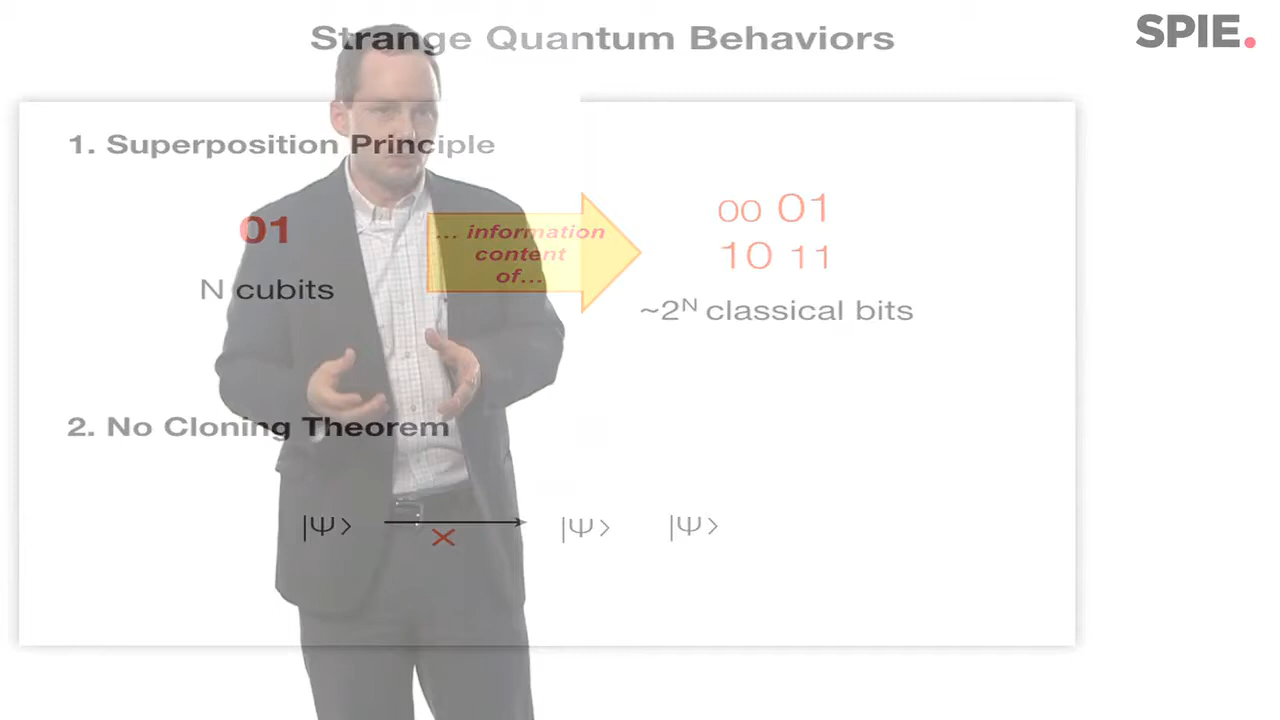 Strange Quantum Behaviors
SPIE.
1. Superposition Principle
01
N cubits
... information
content
of...
00 01
10 11
~2ᴺ classical bits
2. No Cloning Theorem
|Ψ⟩
X
|Ψ⟩ |Ψ⟩